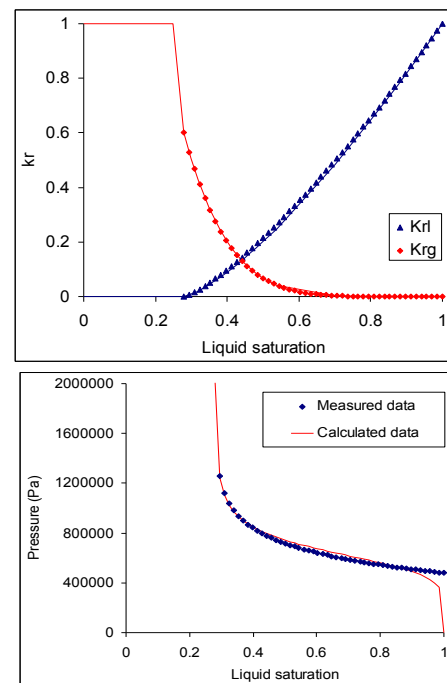 1
0.8
0.6
kr
0.4
Krl
0.2
Krg
0
0 0.2 0.4 0.6 0.8 1
Liquid saturation
2000000
Measured data
Calculated data
1600000
1200000
Pressure (Pa)
800000
400000
0
0 0.2 0.4 0.6 0.8 1
Liquid saturation